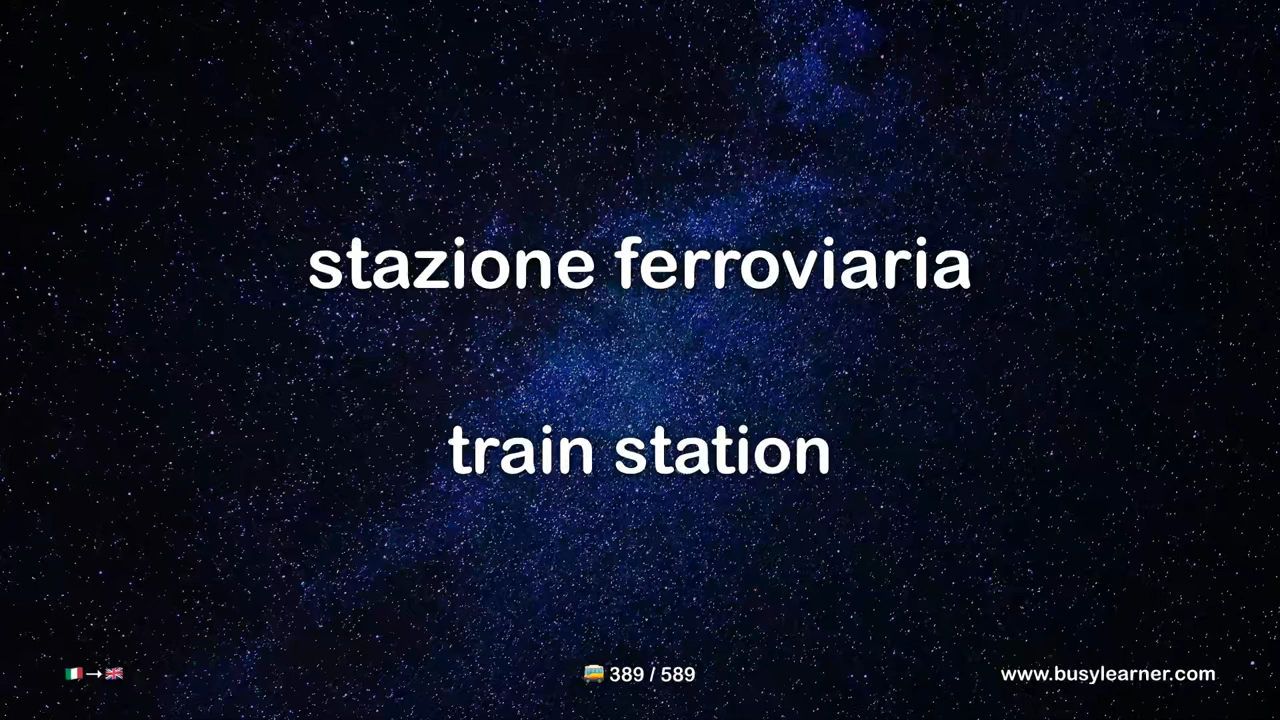 stazione ferroviaria
train station
🇮🇹→🇬🇧 🚍 389 / 589 www.busylearner.com